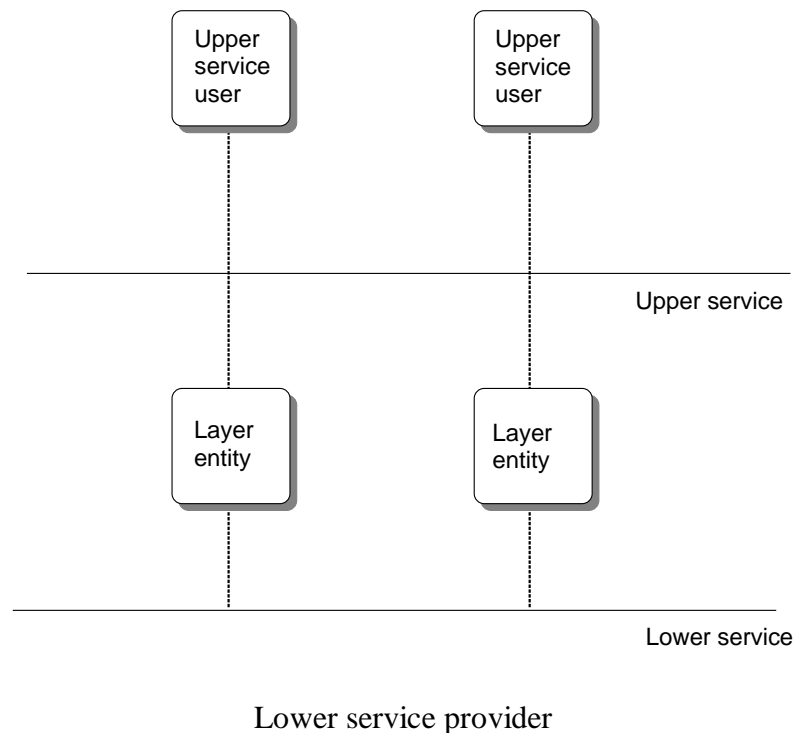 Upper
service
user
Upper
service
user
Upper service
Layer
entity
Layer
entity
Lower service
Lower service provider